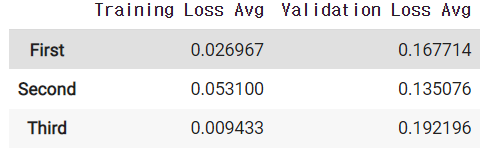 Training Loss Avg Validation Loss Avg
First 0.026967 0.167714
Second 0.053100 0.135076
Third 0.009433 0.192196